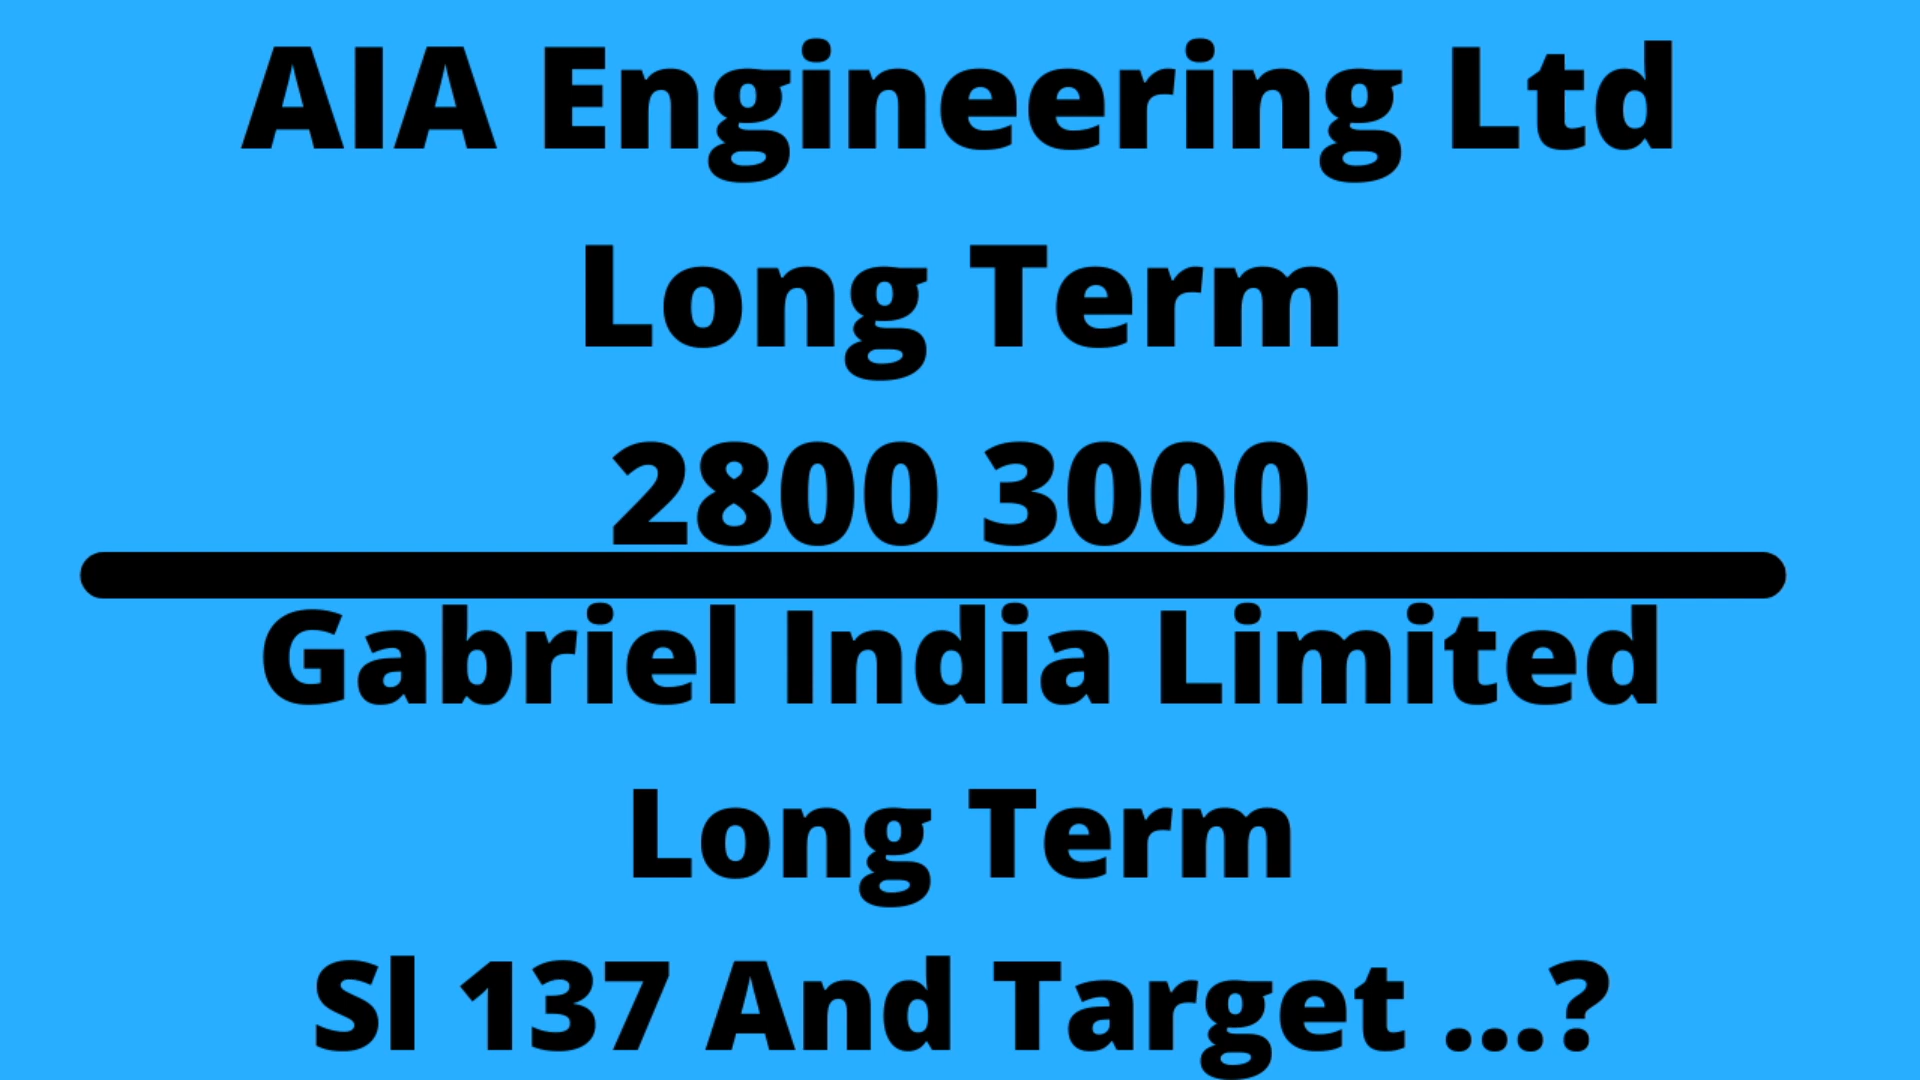 AIA Engineering Ltd
Long Term
2800 3000
Gabriel India Limited
Long Term
Sl 137 And Target ...?